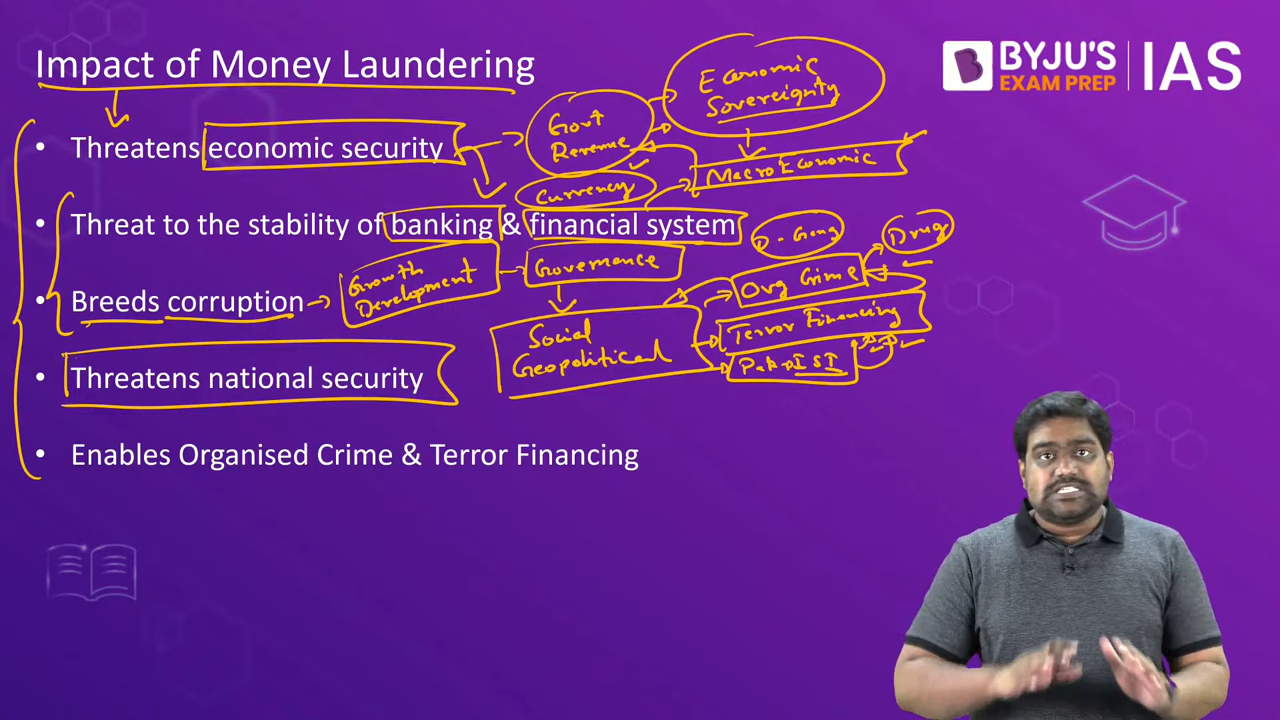 Impact of Money Laundering
BYJU'S
EXAM PREP
IAS
Economic
Sovereignty
Govt
Revenue
• Threatens economic security
Macro Economic
Currency
• Threat to the stability of banking & financial system
D-Gang
Drug
Growth
Development
Governance
Org Crime
• Breeds corruption
Social
Geopolitical
Terror Financing
Pak ISI
• Threatens national security
• Enables Organised Crime & Terror Financing